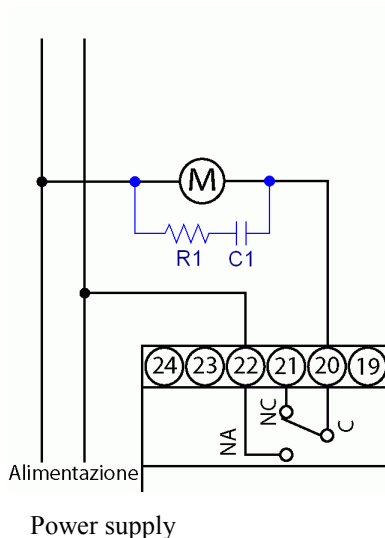 M
R1 C1
24 23 22 21 20 19
NA NC C
Alimentazione
Power supply